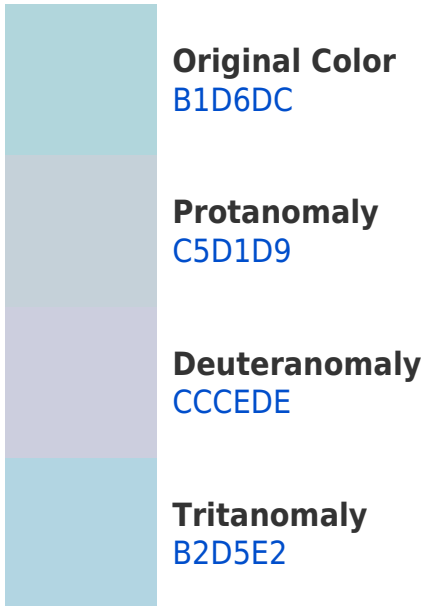 Original Color
B1D6DC
Protanomaly
C5D1D9
Deuteranomaly
CCCEDE
Tritanomaly
B2D5E2